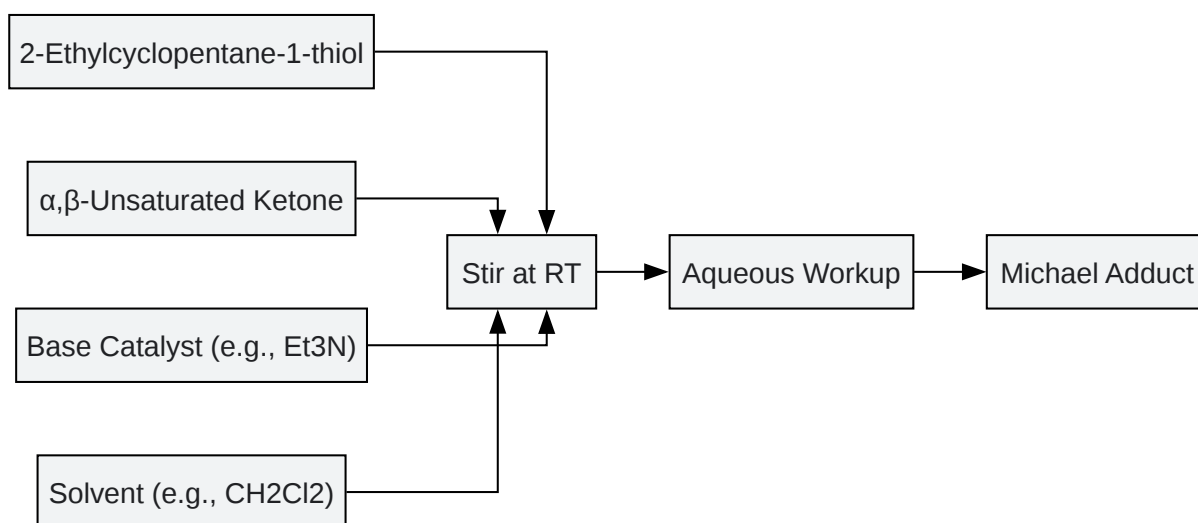 2-Ethylcyclopentane-1-thiol
α,β-Unsaturated Ketone
Stir at RT
Aqueous Workup
Michael Adduct
Base Catalyst (e.g., Et3N)
Solvent (e.g., CH2Cl2)